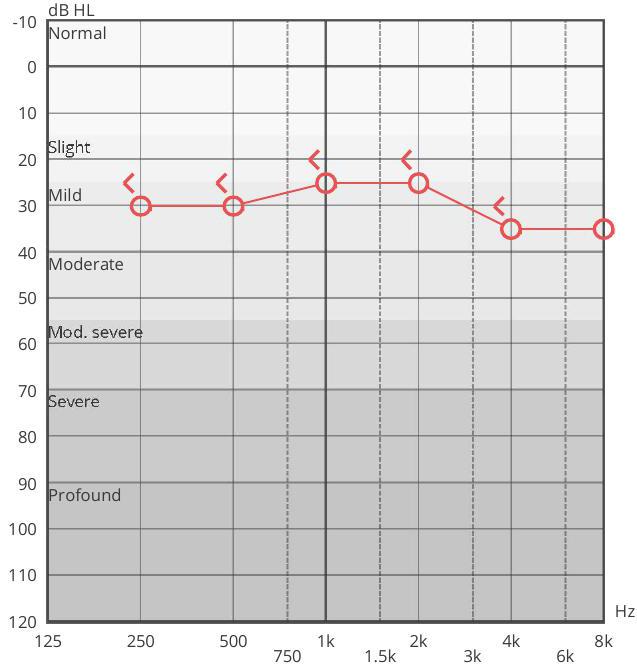 dB HL
-10
Normal
0
10
Slight
20
Mild
30
40
Moderate
50
Mod. severe
60
70
Severe
80
90
Profound
100
110
120
Hz
125 250 500 1k 2k 4k 8k
750 1.5k 3k 6k